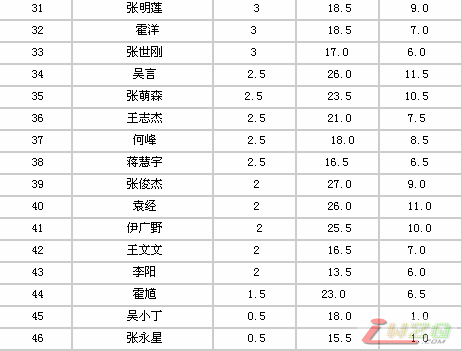 31 张明莲 3 18.5 9.0
32 霍洋 3 18.5 7.0
33 张世刚 3 17.0 6.0
34 吴言 2.5 26.0 11.5
35 张萌森 2.5 23.5 10.5
36 王志杰 2.5 21.0 7.5
37 何峰 2.5 18.0 8.5
38 蒋慧宇 2.5 16.5 6.5
39 张俊杰 2 27.0 9.0
40 袁经 2 26.0 11.0
41 伊广野 2 25.5 10.0
42 王文文 2 16.5 7.0
43 李阳 2 13.5 6.0
44 霍馗 1.5 23.0 6.5
45 吴小丁 0.5 18.0 1.0
46 张永星 0.5 15.5 1.0